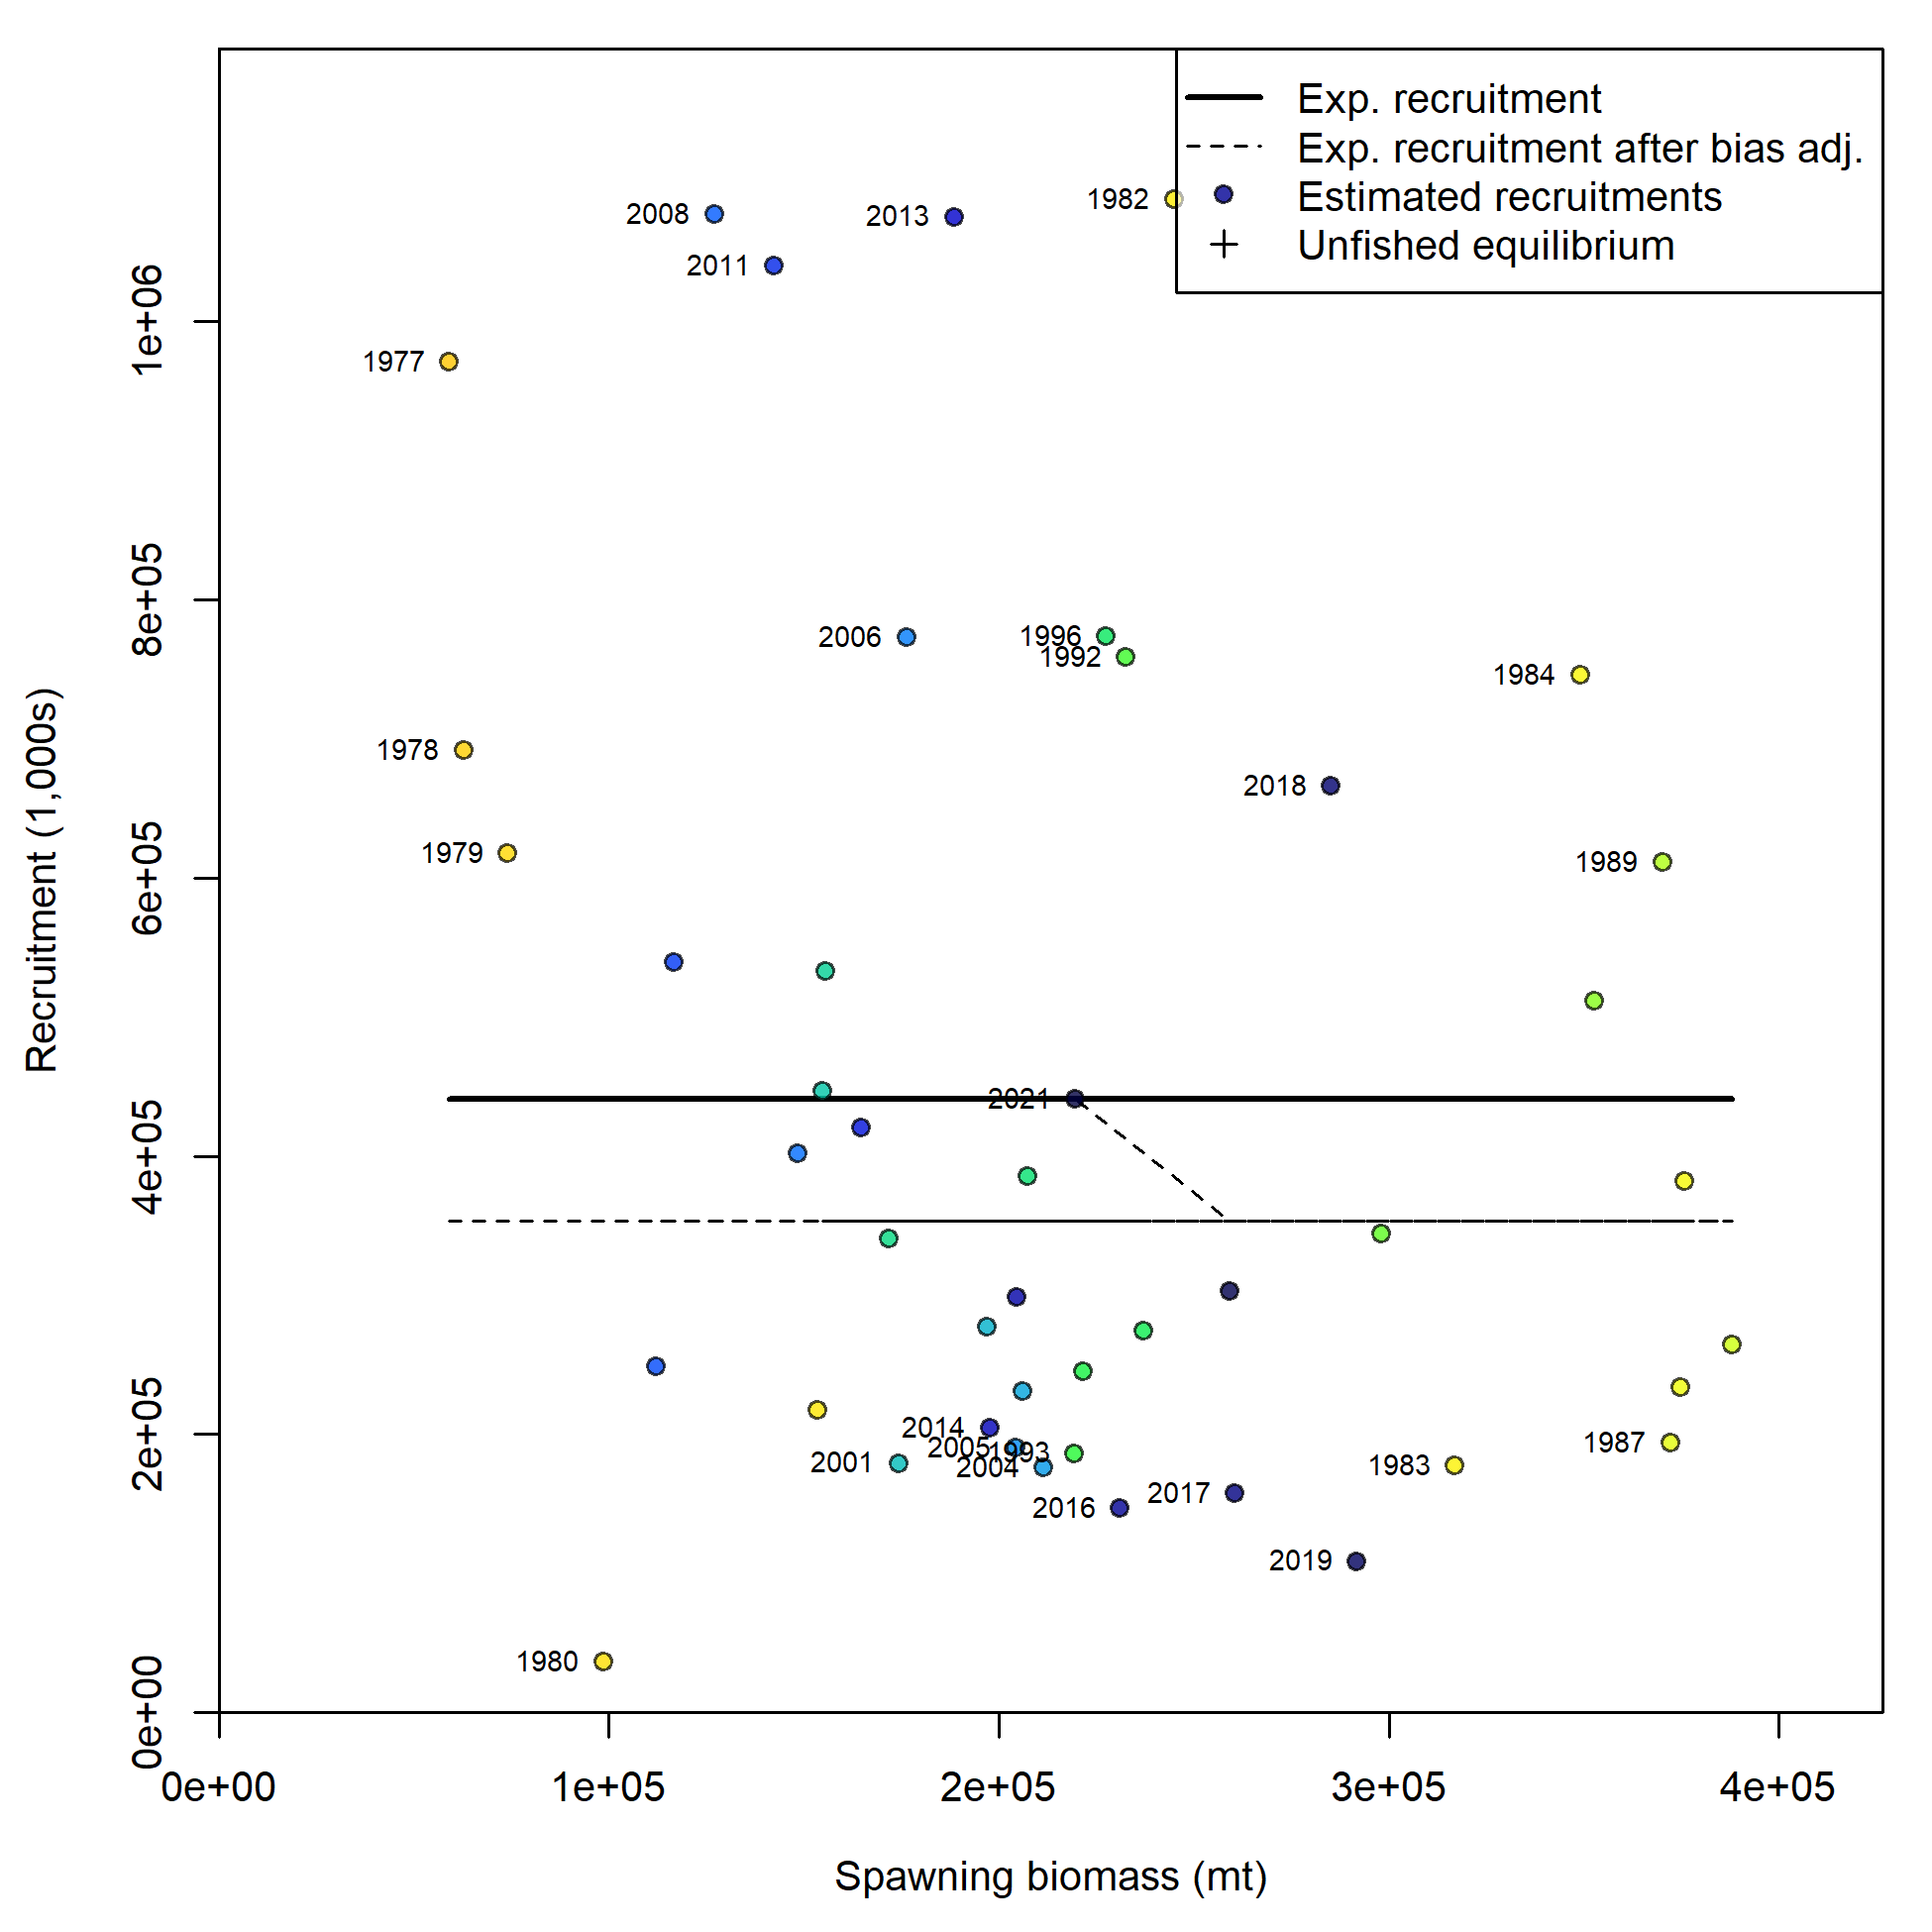 Exp. recruitment
Exp. recruitment after bias adj.
Estimated recruitments
Unfished equilibrium
1982
2008
2013
2011
1977
1996
2006
1992
1984
1978
2018
1979
1989
2021
2014
2005
1993
2001
2004
1987
1983
2017
2016
2019
1980
Recruitment (1,000s)
1e+06
8e+05
6e+05
4e+05
2e+05
0e+00
0e+00 1e+05 2e+05 3e+05 4e+05
Spawning biomass (mt)